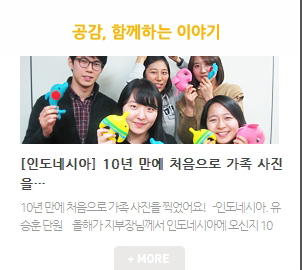 공감, 함께하는 이야기
[인도네시아] 10년 만에 처음으로 가족 사진
을…
10년 만에 처음으로 가족 사진을 찍었어요! -인도네시아. 유
승훈 단원 올해가 지부장님께서 인도네시아에 오신지 10
+ MORE